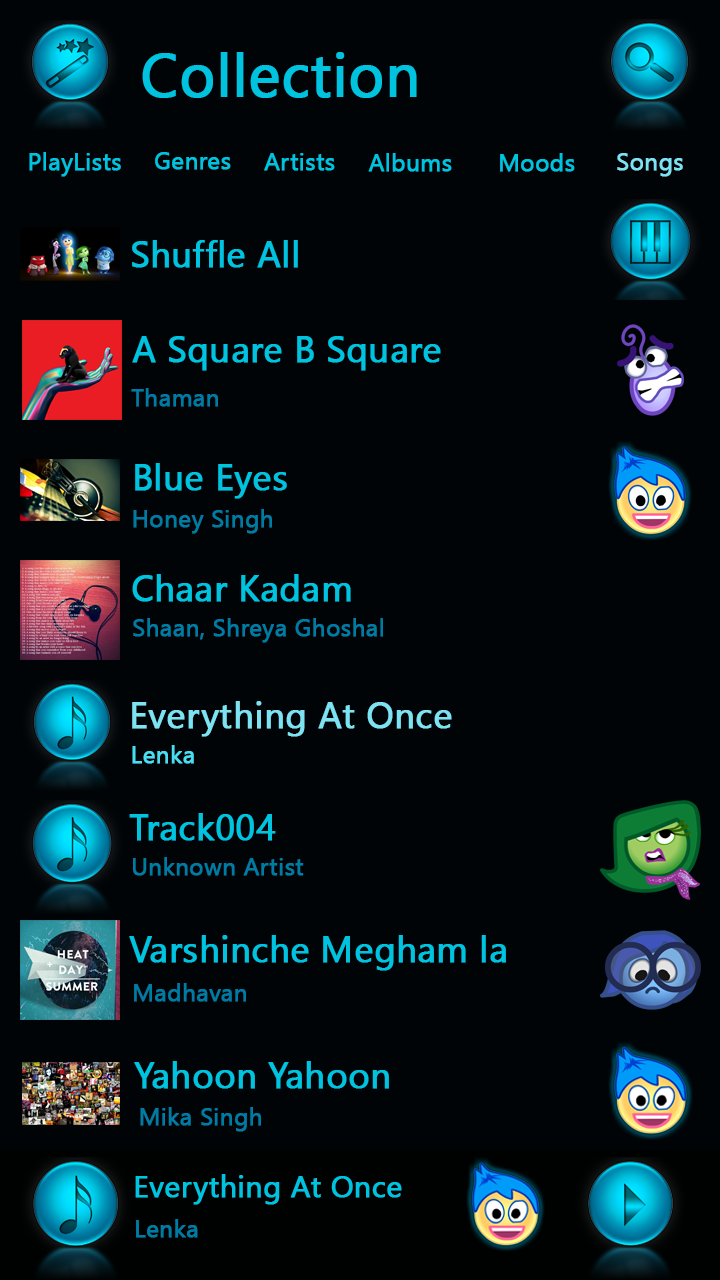 Collection
PlayLists Genres Artists Albums Moods Songs
Shuffle All
A Square B Square
Thaman
Blue Eyes
Honey Singh
Chaar Kadam
Shaan, Shreya Ghoshal
Everything At Once
Lenka
Track004
Unknown Artist
HEAT
DAY
SUMMER
Varshinche Megham la
Madhavan
Yahoon Yahoon
Mika Singh
Everything At Once
Lenka